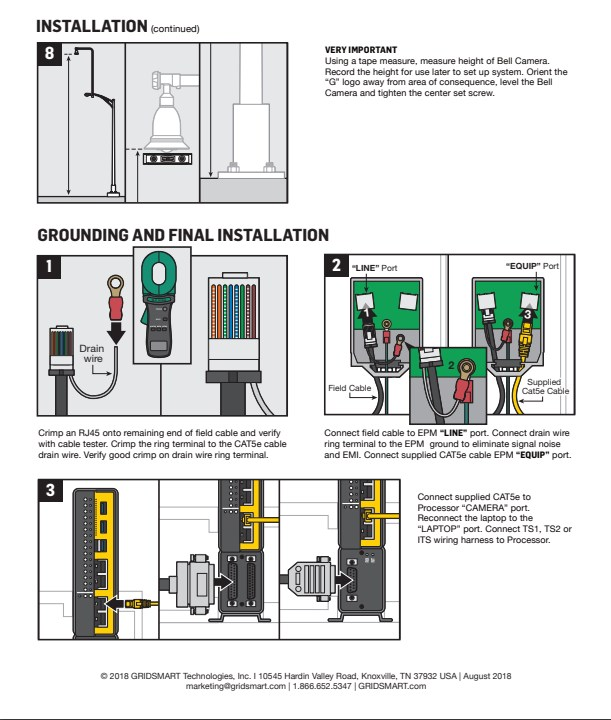 INSTALLATION (continued)
8
VERY IMPORTANT
Using a tape measure, measure height of Bell Camera.
Record the height for use later to set up system. Orient the
“G” logo away from area of consequence, level the Bell
Camera and tighten the center set screw.
GROUNDING AND FINAL INSTALLATION
1
Drain
wire
Crimp an RJ45 onto remaining end of field cable and verify
with cable tester. Crimp the ring terminal to the CAT5e cable
drain wire. Verify good crimp on drain wire ring terminal.
2
“LINE” Port
“EQUIP” Port
1
3
2
Field Cable
Supplied
Cat5e Cable
Connect field cable to EPM “LINE” port. Connect drain wire
ring terminal to the EPM ground to eliminate signal noise
and EMI. Connect supplied CAT5e cable EPM “EQUIP” port.
3
Connect supplied CAT5e to
Processor “CAMERA” port.
Reconnect the laptop to the
“LAPTOP” port. Connect TS1, TS2 or
ITS wiring harness to Processor.
© 2018 GRIDSMART Technologies, Inc. I 10545 Hardin Valley Road, Knoxville, TN 37932 USA | August 2018
marketing@gridsmart.com | 1.866.652.5347 | GRIDSMART.com